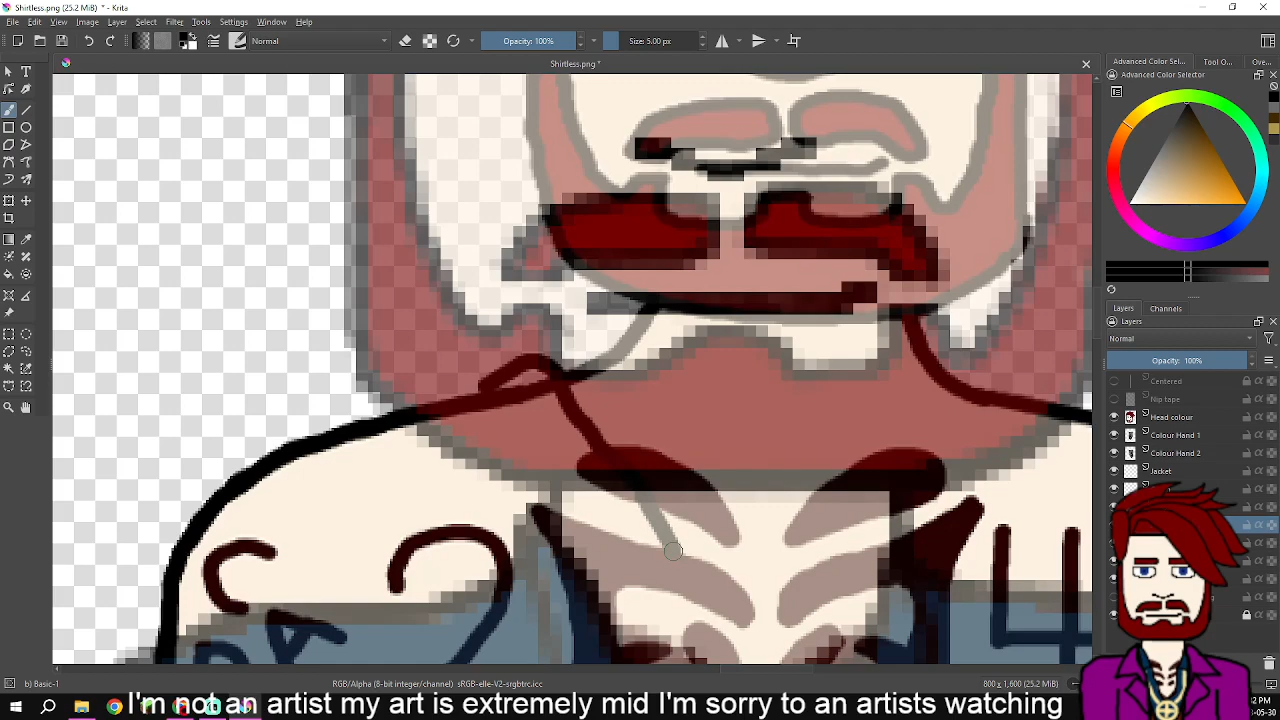 Shirtless.png (25.2 MiB) * - Krita
File Edit View Image Layer Select Filter Tools Settings Window Help
Normal Opacity: 100% Size: 5.00 px
Shirtless.png *
Advanced Color Sel... Tool O... Ove...
Advanced Color Selector
Layers Channels
Layers
Normal
Opacity: 100%
Centered
Nip tape
Head colour
Colour Hand 1
Colour Hand 2
Jacket
b) Basic-1 RGB/Alpha (8-bit integer/channel) sRGB-elle-V2-srgbtrc.icc 800 x 1,600 (25.2 MiB)
I'm not an artist my art is extremely mid I'm sorry to an artists watching